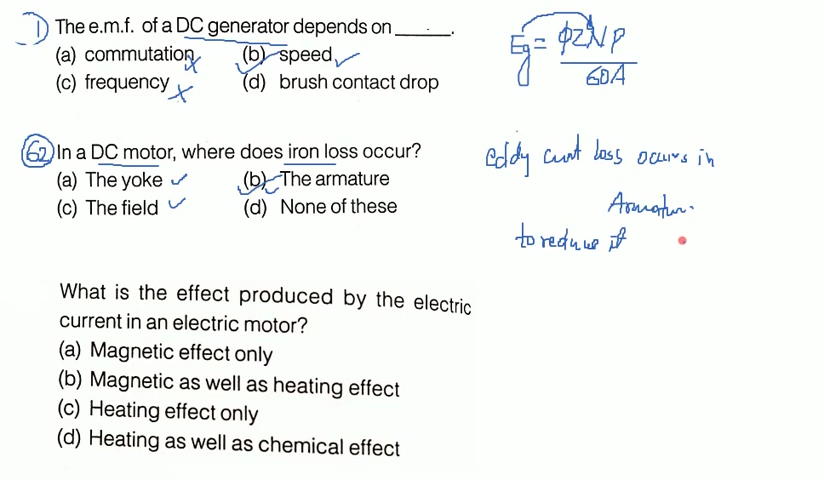 1) The e.m.f. of a DC generator depends on ______.
(a) commutation (b) speed
(c) frequency (d) brush contact drop
Eg = φZNP
60A
62 In a DC motor, where does iron loss occur?
(a) The yoke (b) The armature
(c) The field (d) None of these
eddy curnt loss occurs in
Armatur.
to reduce it
What is the effect produced by the electric
current in an electric motor?
(a) Magnetic effect only
(b) Magnetic as well as heating effect
(c) Heating effect only
(d) Heating as well as chemical effect